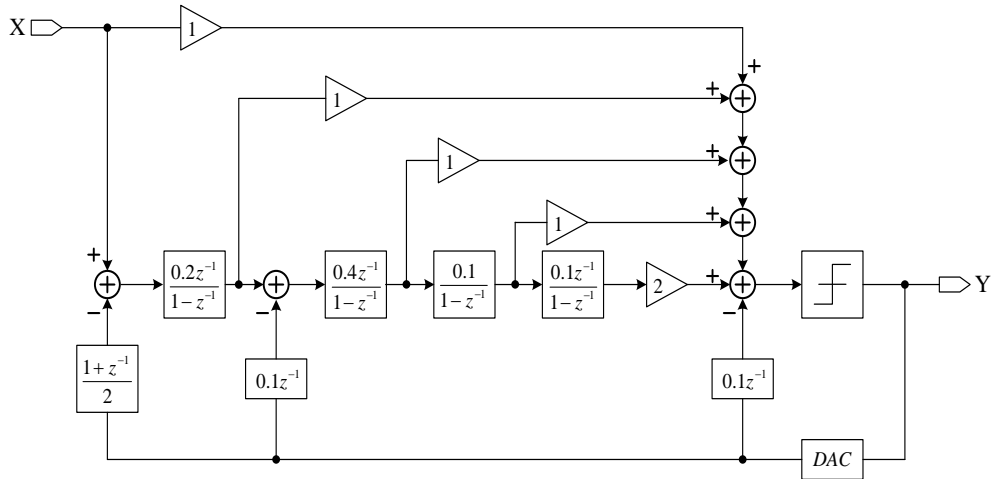 X
1
+
1
+
1
+
1
+
+
−
0.2z⁻¹
1 − z⁻¹
0.4z⁻¹
1 − z⁻¹
0.1
1 − z⁻¹
0.1z⁻¹
1 − z⁻¹
2
+
−
−
Y
1 + z⁻¹
2
0.1z⁻¹
0.1z⁻¹
DAC